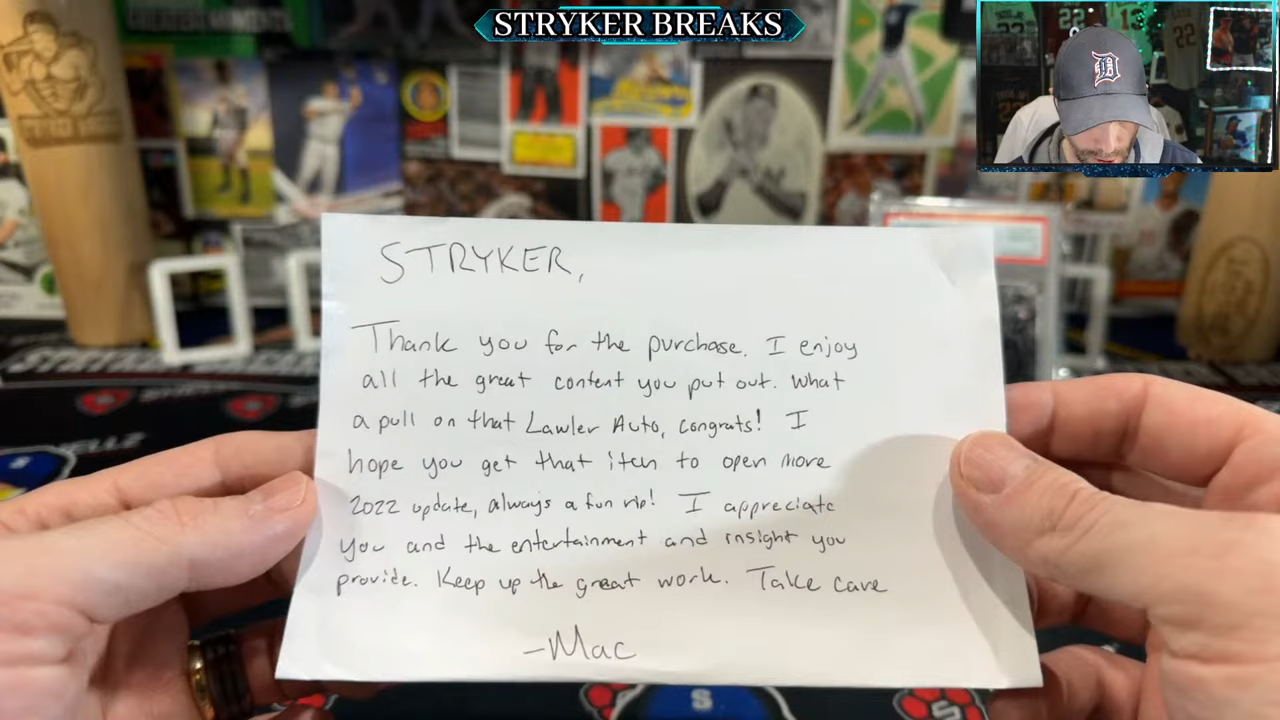 STRYKER BREAKS
STRYKER,
Thank you for the purchase. I enjoy
all the great content you put out. What
a pull on that Lawler Auto, congrats! I
hope you get that itch to open more
2022 update, always a fun rip! I appreciate
you and the entertainment and insight you
provide. Keep up the great work. Take care
-Mac